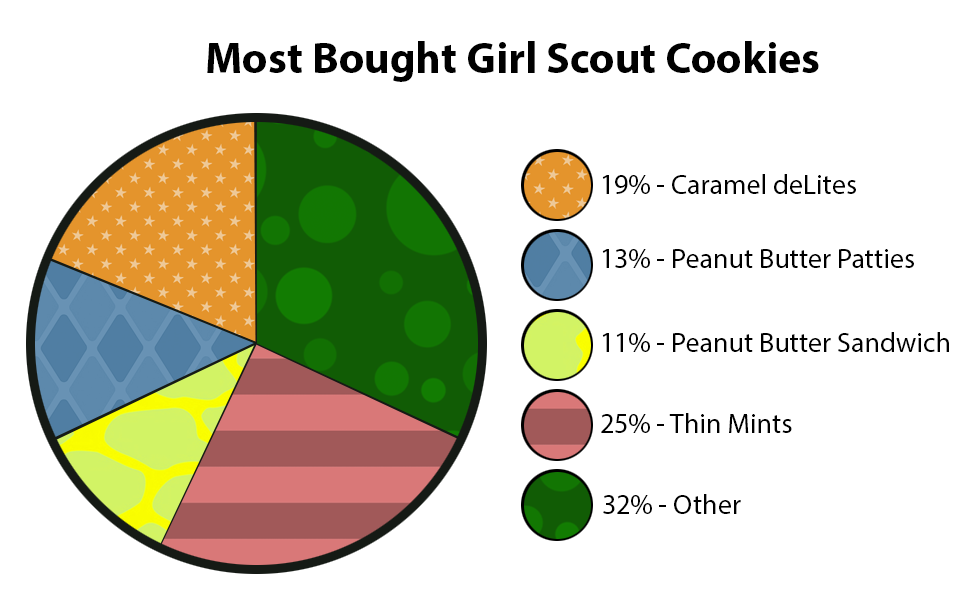 Most Bought Girl Scout Cookies
19% - Caramel deLites
13% - Peanut Butter Patties
11% - Peanut Butter Sandwich
25% - Thin Mints
32% - Other